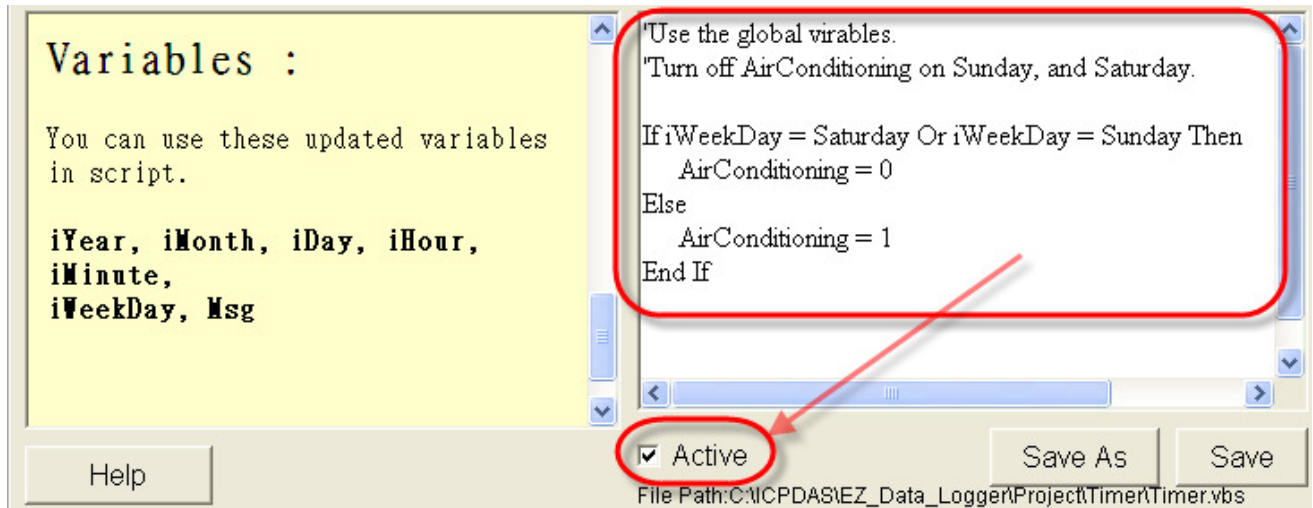 Variables :
You can use these updated variables
in script.
iYear, iMonth, iDay, iHour,
iMinute,
iWeekDay, Msg
Help
'Use the global virables.
'Turn off AirConditioning on Sunday, and Saturday.
If iWeekDay = Saturday Or iWeekDay = Sunday Then
AirConditioning = 0
Else
AirConditioning = 1
End If
Active
Save As
Save
File Path:C:\ICPDAS\EZ_Data_Logger\Project\Timer\Timer.vbs